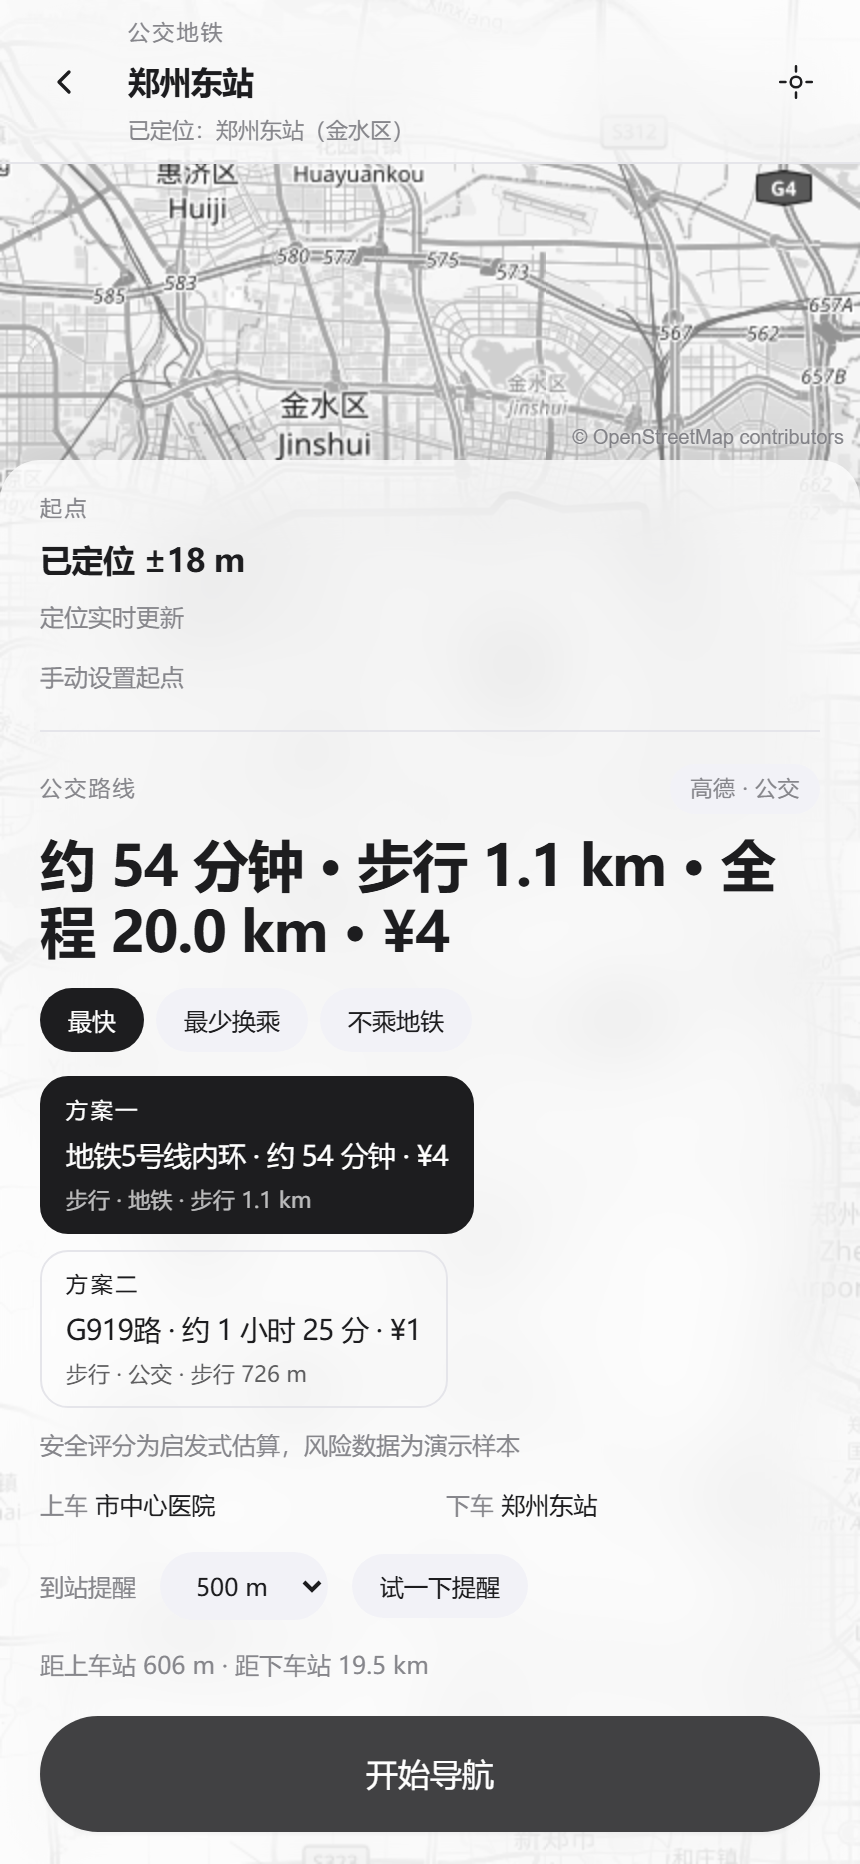 公交地铁
郑州东站
已定位：郑州东站（金水区）
S312
惠济区
Huayuankou
Huiji
G4
580
577
575
573
583
585
657A
567
562
657B
金水区
Jinshui
金水区
Jinshui
© OpenStreetMap contributors
662
起点
已定位 ±18 m
定位实时更新
手动设置起点
公交路线
高德 · 公交
约 54 分钟 • 步行 1.1 km • 全
程 20.0 km • ¥4
最快
最少换乘
不乘地铁
方案一
地铁5号线内环 · 约 54 分钟 · ¥4
步行 · 地铁 · 步行 1.1 km
方案二
G919路 · 约 1 小时 25 分 · ¥1
步行 · 公交 · 步行 726 m
安全评分为启发式估算，风险数据为演示样本
上车 市中心医院
下车 郑州东站
到站提醒
500 m
试一下提醒
距上车站 606 m · 距下车站 19.5 km
开始导航
新郑市
和庄镇
S323